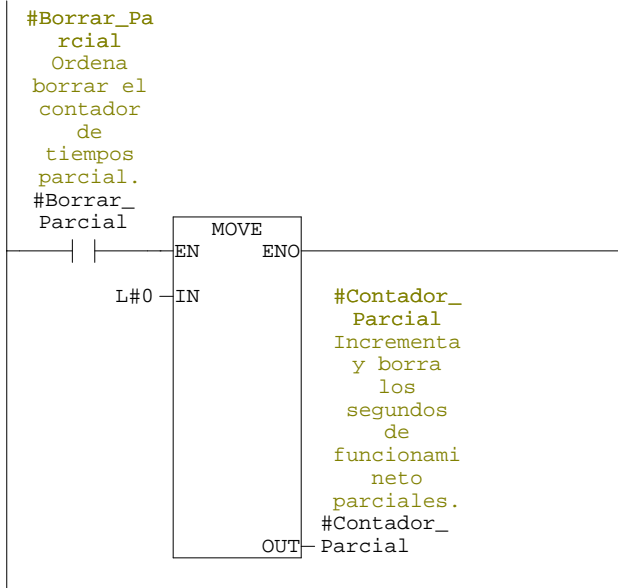 #Borrar_Pa
rcial
Ordena
borrar el
contador
de
tiempos
parcial.
#Borrar_
Parcial
MOVE
EN ENO
L#0 IN
#Contador_
Parcial
Incrementa
y borra
los
segundos
de
funcionami
neto
parciales.
#Contador_
OUT Parcial